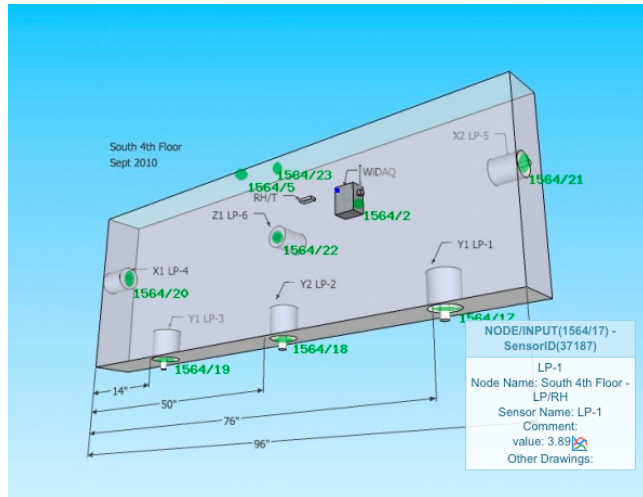 South 4th Floor
Sept 2010
X2 LP-5
1564/23
WiDAQ
1564/5
RH/T
1564/21
Z1 LP-6
1564/2
1564/22
Y1 LP-1
X1 LP-4
Y2 LP-2
1564/20
Y1 LP-3
1564/17
1564/18
1564/19
14"
50"
76"
96"
NODE/INPUT(1564/17) -
SensorID(37187)
LP-1
Node Name: South 4th Floor -
LP/RH
Sensor Name: LP-1
Comment:
value: 3.89
Other Drawings: